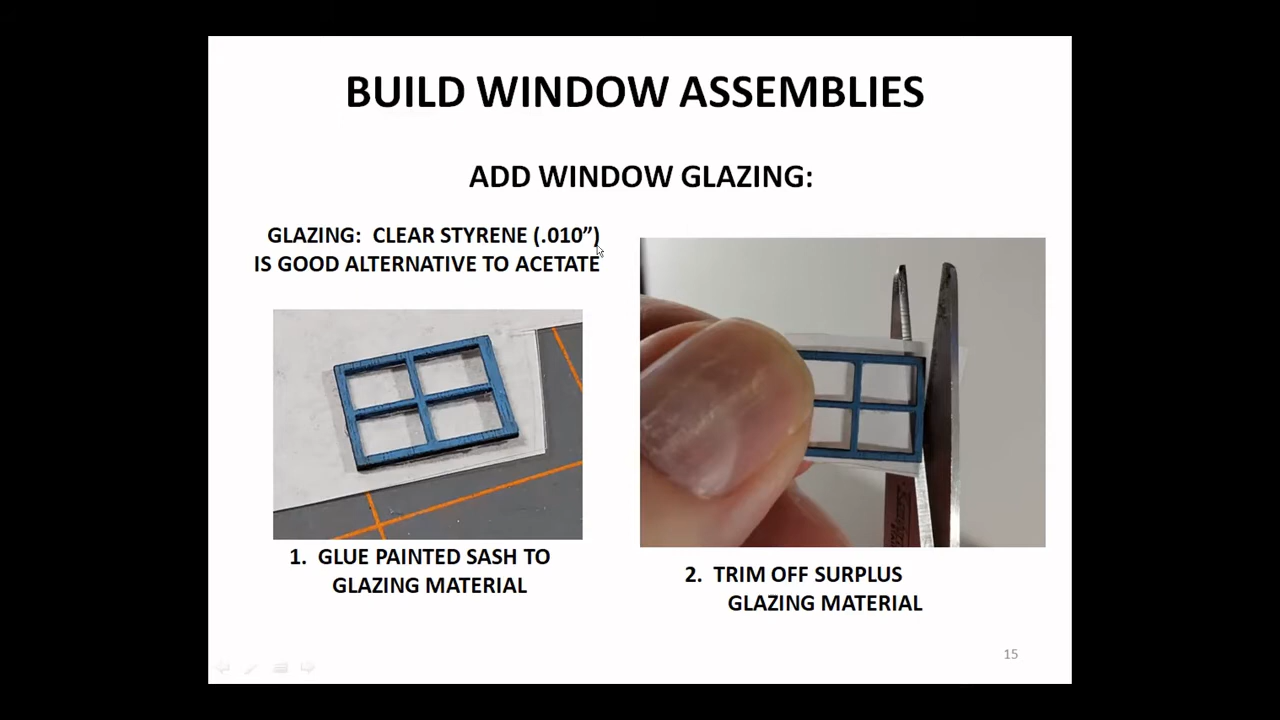 BUILD WINDOW ASSEMBLIES
ADD WINDOW GLAZING:
GLAZING: CLEAR STYRENE (.010”)
IS GOOD ALTERNATIVE TO ACETATE
1. GLUE PAINTED SASH TO
GLAZING MATERIAL
2. TRIM OFF SURPLUS
GLAZING MATERIAL
15